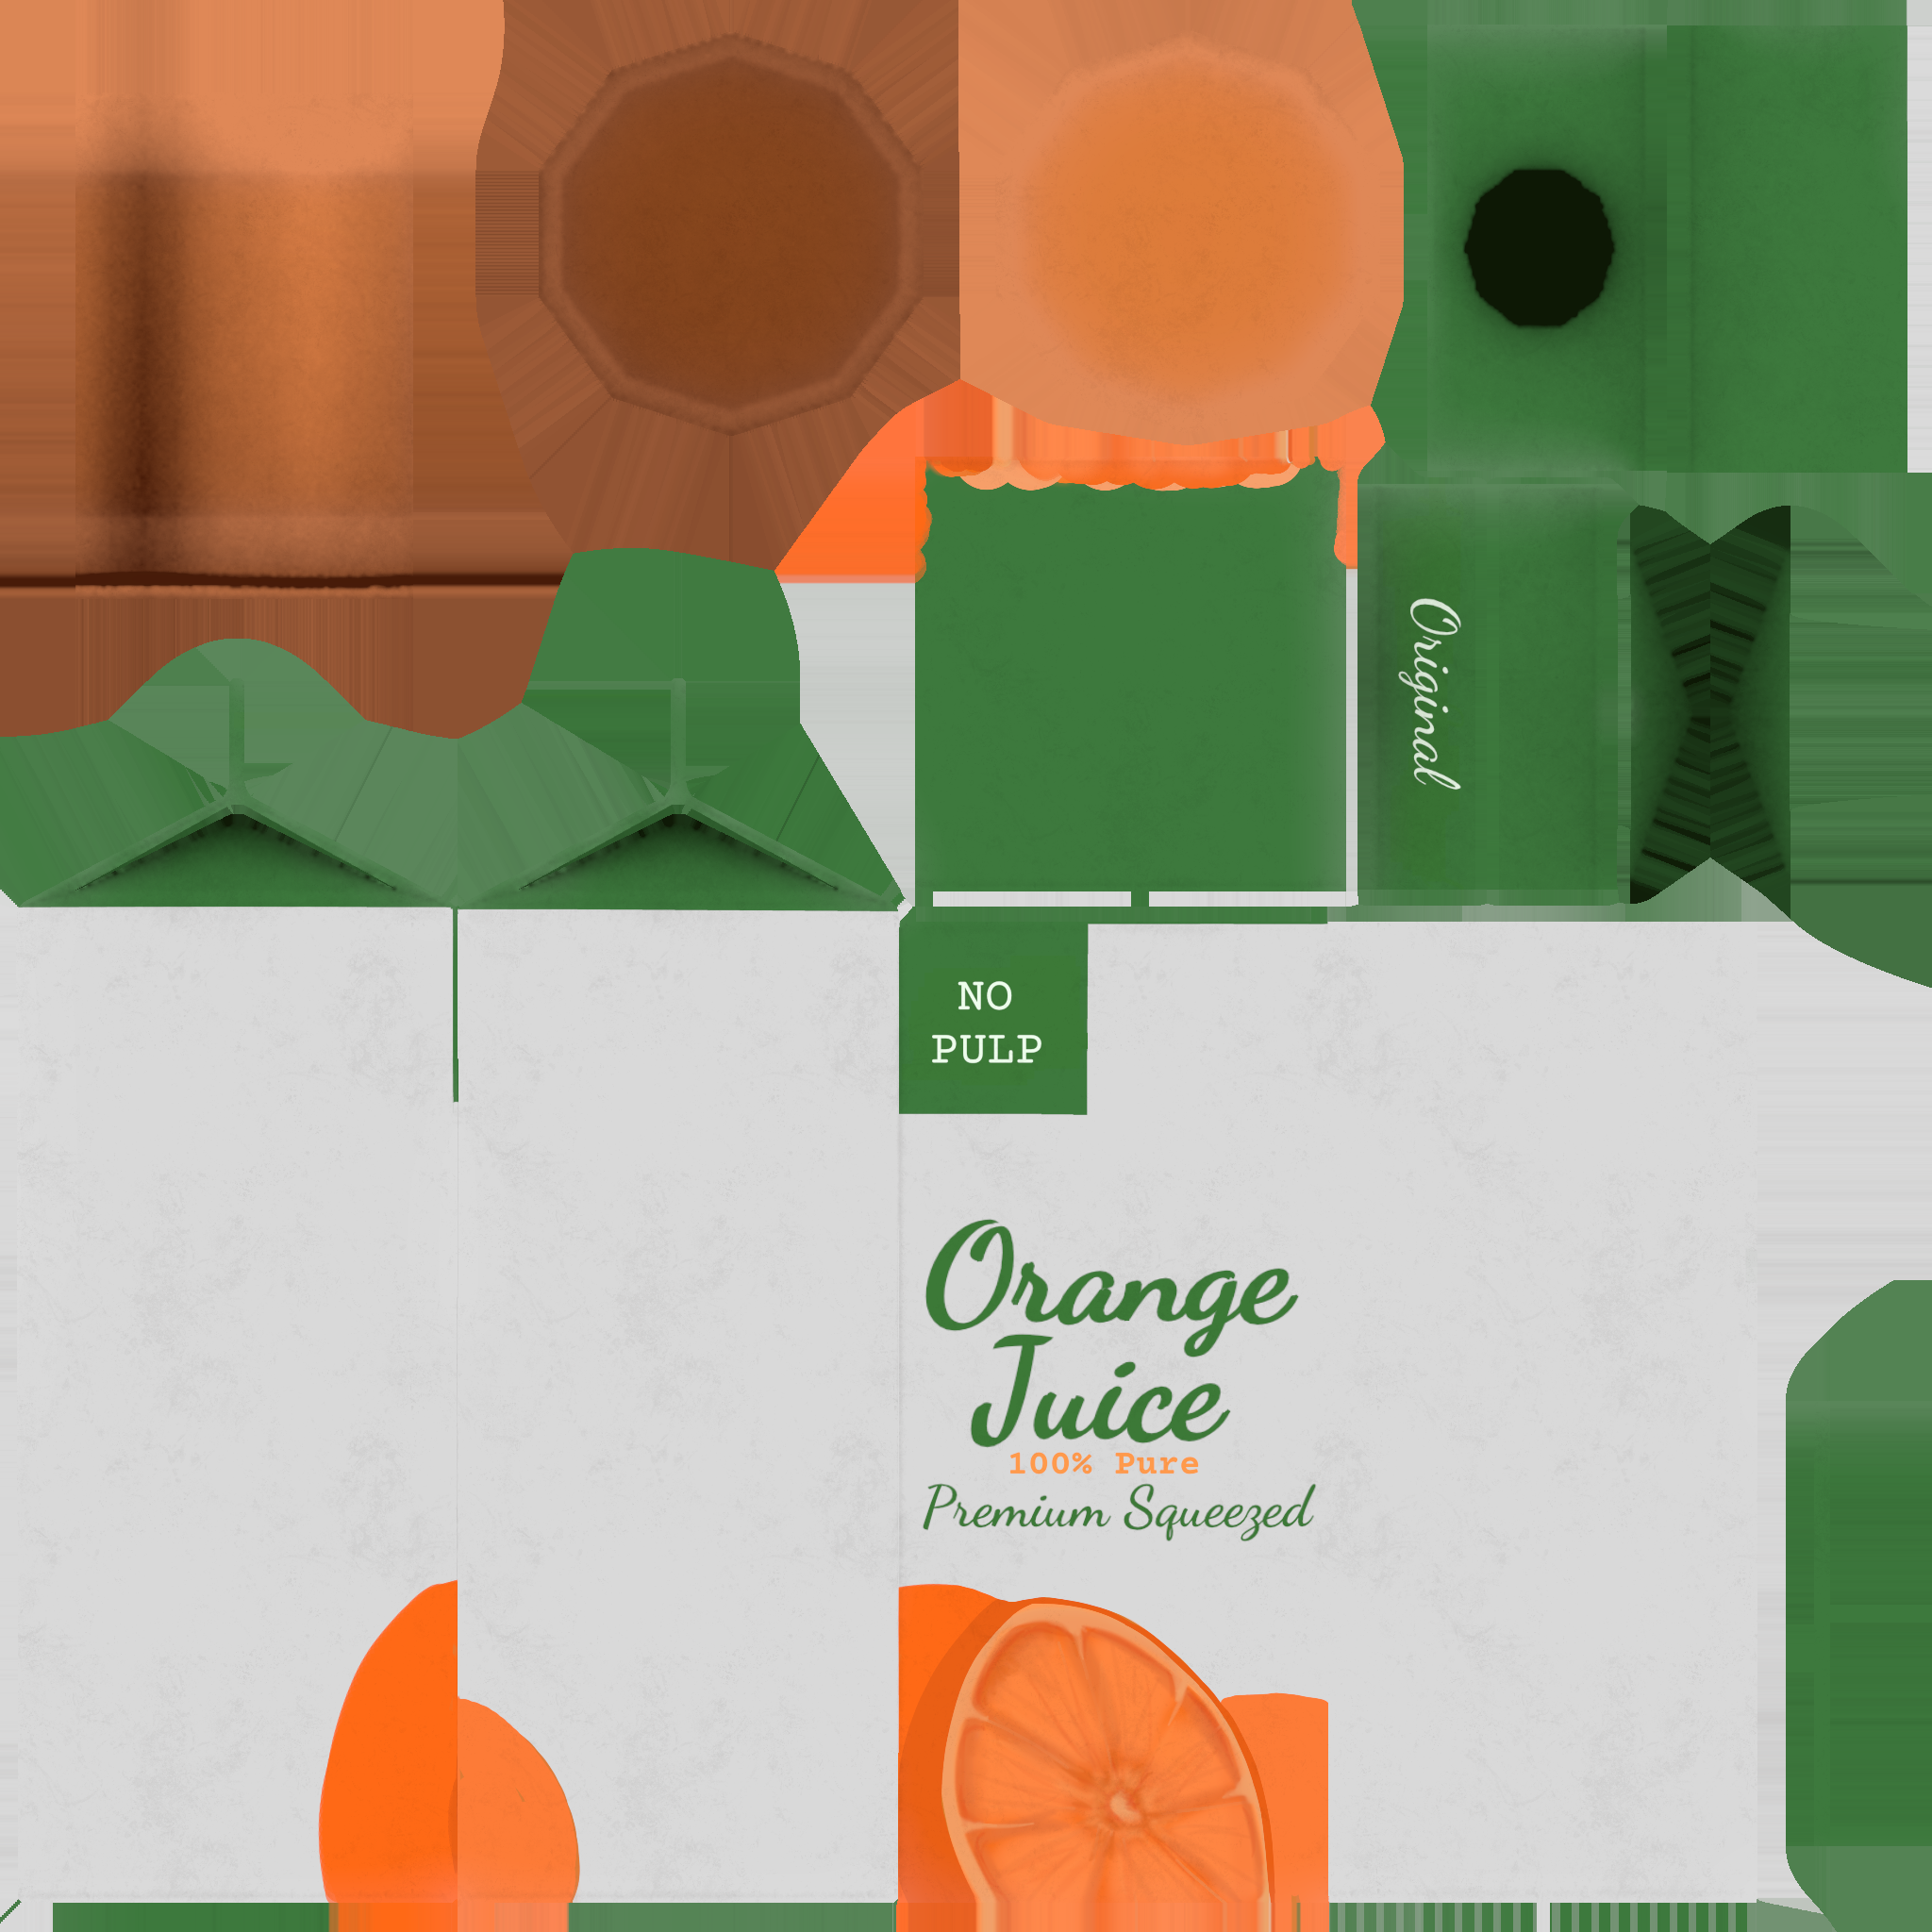 Original
NO
PULP
Orange
Juice
100% Pure
Premium Squeezed